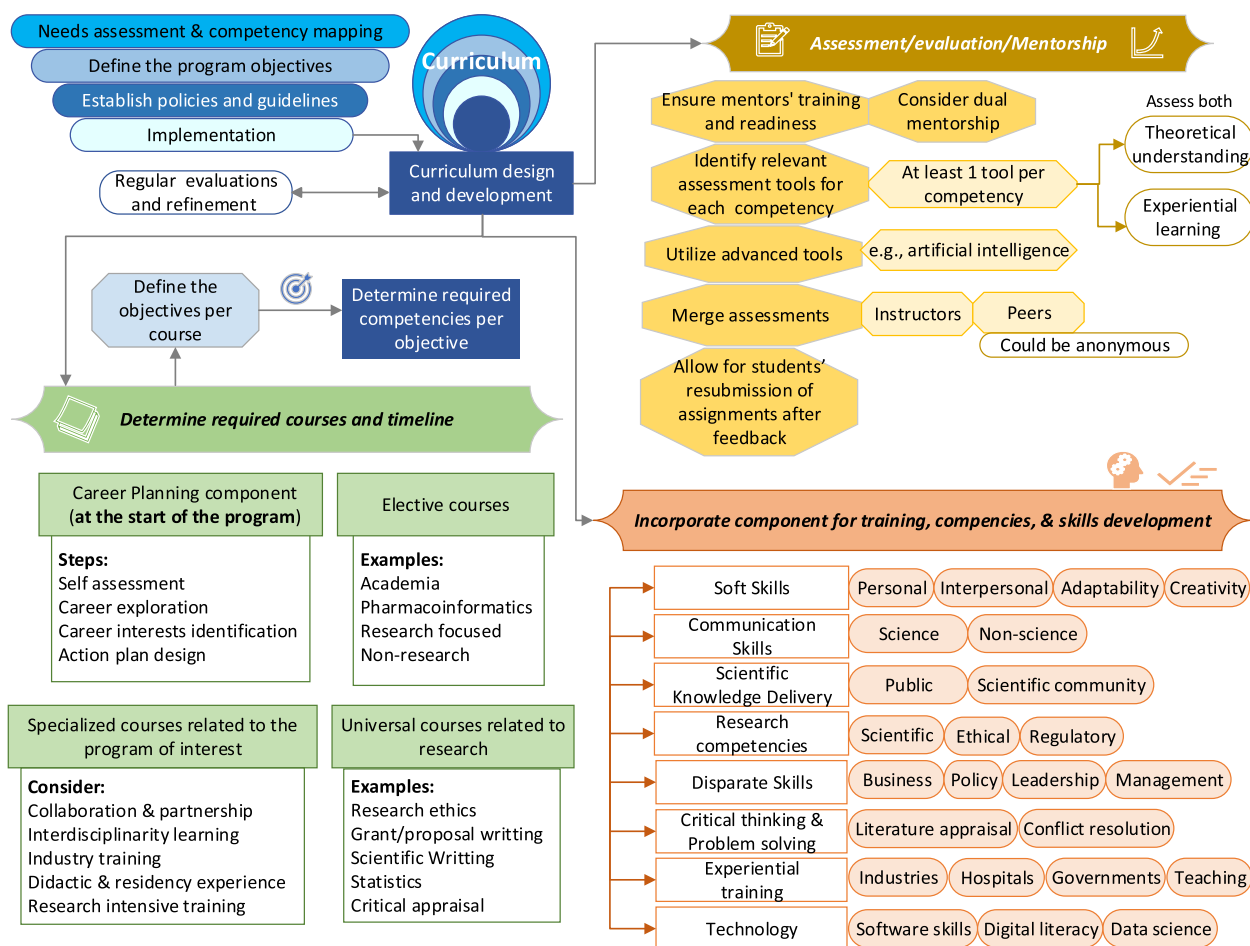 Needs assessment & competency mapping
Define the program objectives
Establish policies and guidelines
Implementation
Regular evaluations
and refinement
Curriculum
Curriculum design
and development
Define the
objectives per
course
Determine required
competencies per
objective
Determine required courses and timeline
Career Planning component
(at the start of the program)
Steps:
Self assessment
Career exploration
Career interests identification
Action plan design
Elective courses
Examples:
Academia
Pharmacoinformatics
Research focused
Non-research
Specialized courses related to the
program of interest
Consider:
Collaboration & partnership
Interdisciplinarity learning
Industry training
Didactic & residency experience
Research intensive training
Universal courses related to
research
Examples:
Research ethics
Grant/proposal writting
Scientific Writting
Statistics
Critical appraisal
Assessment/evaluation/Mentorship
Ensure mentors' training
and readiness
Consider dual
mentorship
Identify relevant
assessment tools for
each competency
At least 1 tool per
competency
Assess both
Theoretical
understanding
Experiential
learning
Utilize advanced tools
e.g., artificial intelligence
Merge assessments
Instructors
Peers
Could be anonymous
Allow for students’
resubmission of
assignments after
feedback
Incorporate component for training, compencies, & skills development
Soft Skills
Personal
Interpersonal
Adaptability
Creativity
Communication
Skills
Science
Non-science
Scientific
Knowledge Delivery
Public
Scientific community
Research
competencies
Scientific
Ethical
Regulatory
Disparate Skills
Business
Policy
Leadership
Management
Critical thinking &
Problem solving
Literature appraisal
Conflict resolution
Experiential
training
Industries
Hospitals
Governments
Teaching
Technology
Software skills
Digital literacy
Data science